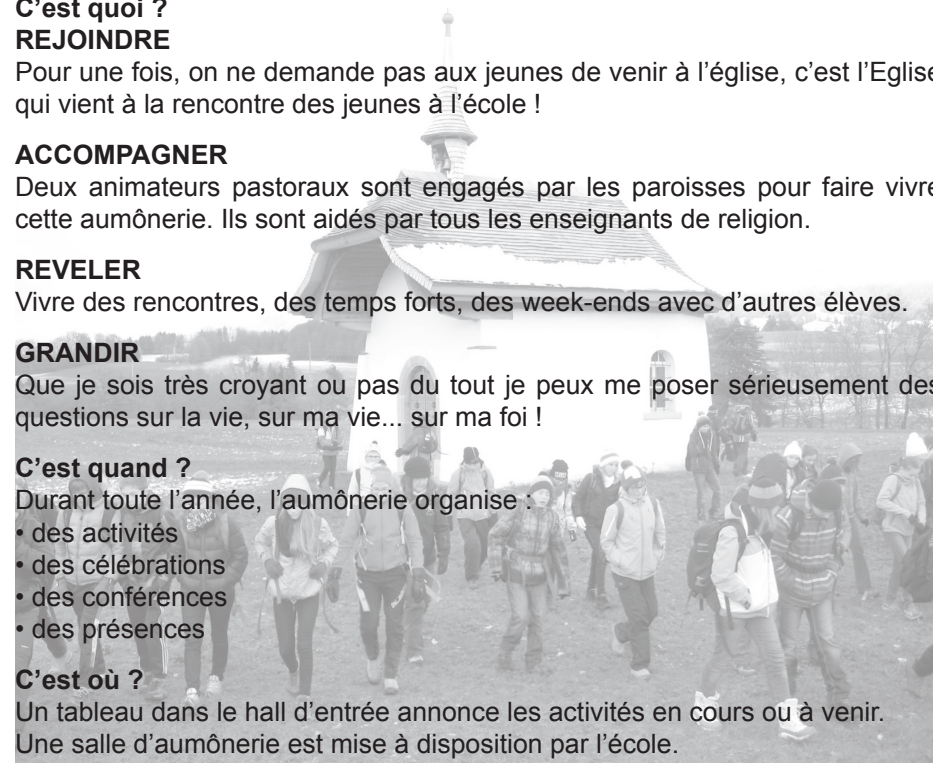 C’est quoi ?
REJOINDRE
Pour une fois, on ne demande pas aux jeunes de venir à l’église, c’est l’Eglise
qui vient à la rencontre des jeunes à l’école !
ACCOMPAGNER
Deux animateurs pastoraux sont engagés par les paroisses pour faire vivre
cette aumônerie. Ils sont aidés par tous les enseignants de religion.
REVELER
Vivre des rencontres, des temps forts, des week-ends avec d’autres élèves.
GRANDIR
Que je sois très croyant ou pas du tout je peux me poser sérieusement des
questions sur la vie, sur ma vie... sur ma foi !
C’est quand ?
Durant toute l’année, l’aumônerie organise :
• des activités
• des célébrations
• des conférences
• des présences
C’est où ?
Un tableau dans le hall d’entrée annonce les activités en cours ou à venir.
Une salle d’aumônerie est mise à disposition par l’école.